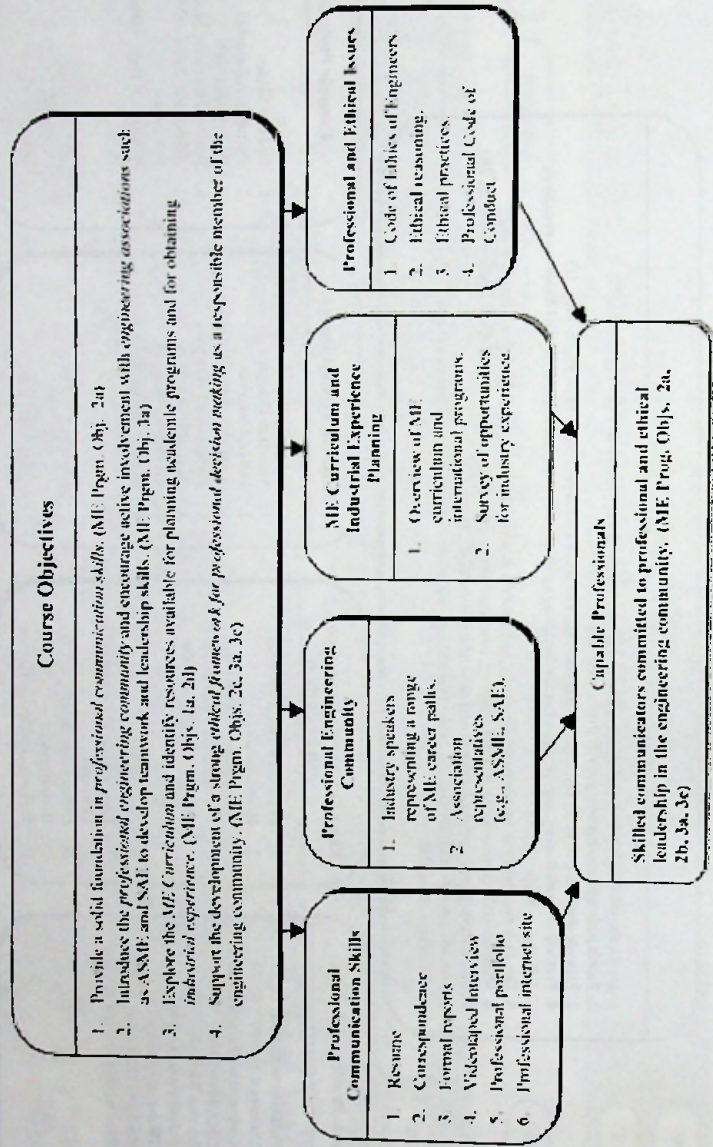 Course Objectives
1. Provide a solid foundation in professional communication skills. (ME Prgm. Obj. 2a)
2. Introduce the professional engineering community and encourage active involvement with engineering associations such
as ASME and SAE to develop teamwork and leadership skills. (ME Prgm. Obj. 3a)
3. Explore the ME Curriculum and identify resources available for planning academic programs and for obtaining
industrial experience. (ME Prgm. Objs. 1a, 2d)
4. Support the development of a strong ethical framework for professional decision making as a responsible member of the
engineering community. (ME Prgm. Objs. 2c, 3a, 3c)
Professional
Communication Skills
1. Resume
2. Correspondence
3. Formal reports
4. Videotaped Interview
5. Professional portfolio
6. Professional internet site
Professional Engineering
Community
1. Industry speakers
representing a range
of ME career paths.
2. Association
representatives
(e.g., ASME, SAE).
ME Curriculum and
Industrial Experience
Planning
1. Overview of ME
curriculum and
international programs.
2. Survey of opportunities
for industry experience.
Professional and Ethical Issues
1. Code of Ethics of Engineers
2. Ethical reasoning.
3. Ethical practices.
4. Professional Code of
Conduct
Capable Professionals
Skilled communicators committed to professional and ethical
leadership in the engineering community. (ME Prog. Objs. 2a,
2b, 3a, 3c)